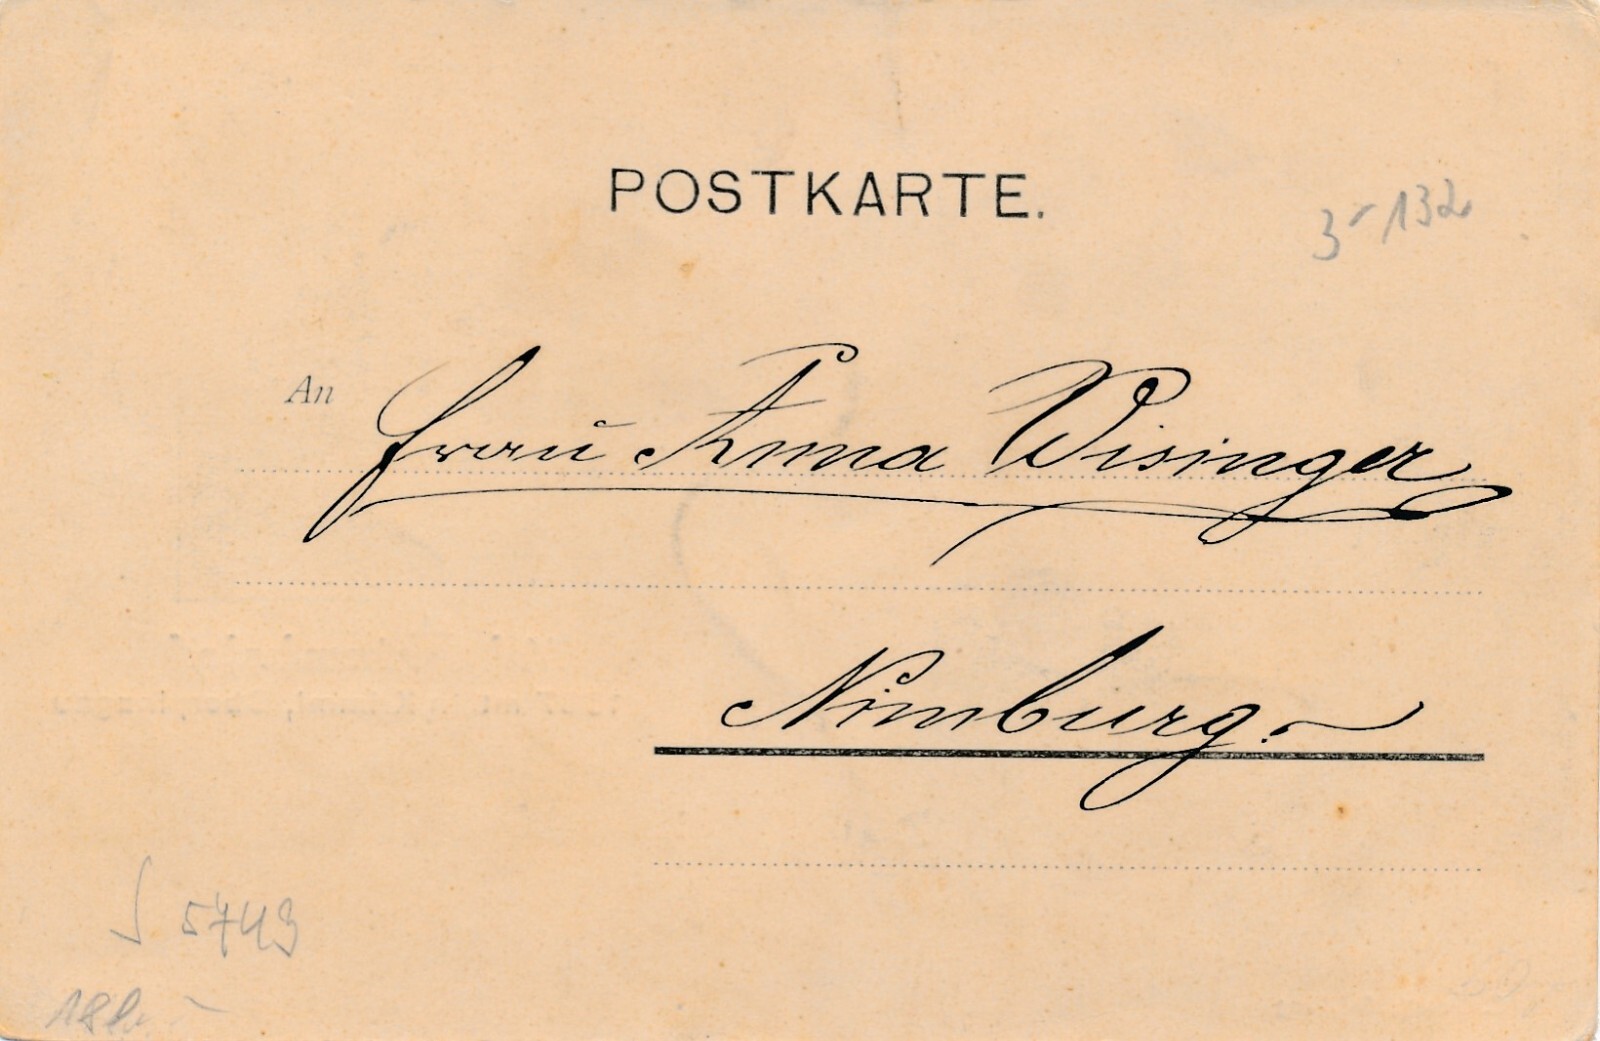 POSTKARTE.
3 - 132
An Frau Anna Wisinger
Nimburg.
J 5743